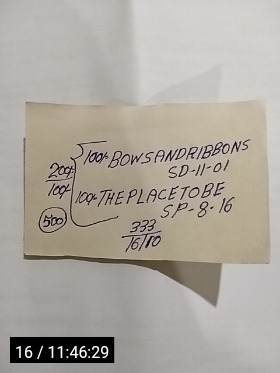 200/- 100/- BOWSANDRIBBONS
100/- SD-11-01
100/- THEPLACETOBE
500 SP-8-16
333
16/10
16 / 11:46:29